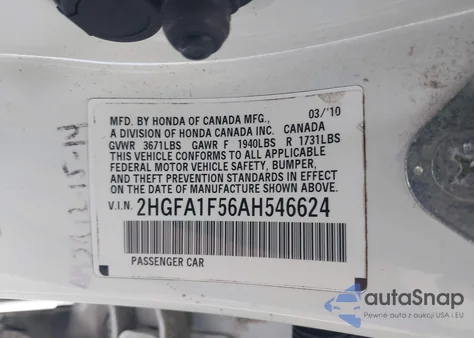 MFD. BY HONDA OF CANADA MFG., 03/'10
A DIVISION OF HONDA CANADA INC. CANADA
GVWR 3671LBS GAWR F 1940LBS R 1731LBS
THIS VEHICLE CONFORMS TO ALL APPLICABLE
FEDERAL MOTOR VEHICLE SAFETY, BUMPER,
AND THEFT PREVENTION STANDARDS IN EFFECT
ON THE DATE OF MANUFACTURE SHOWN ABOVE.
V.I.N. 2HGFA1F56AH546624
PASSENGER CAR
autoSnap
Pewne auta z aukcji USA i EU